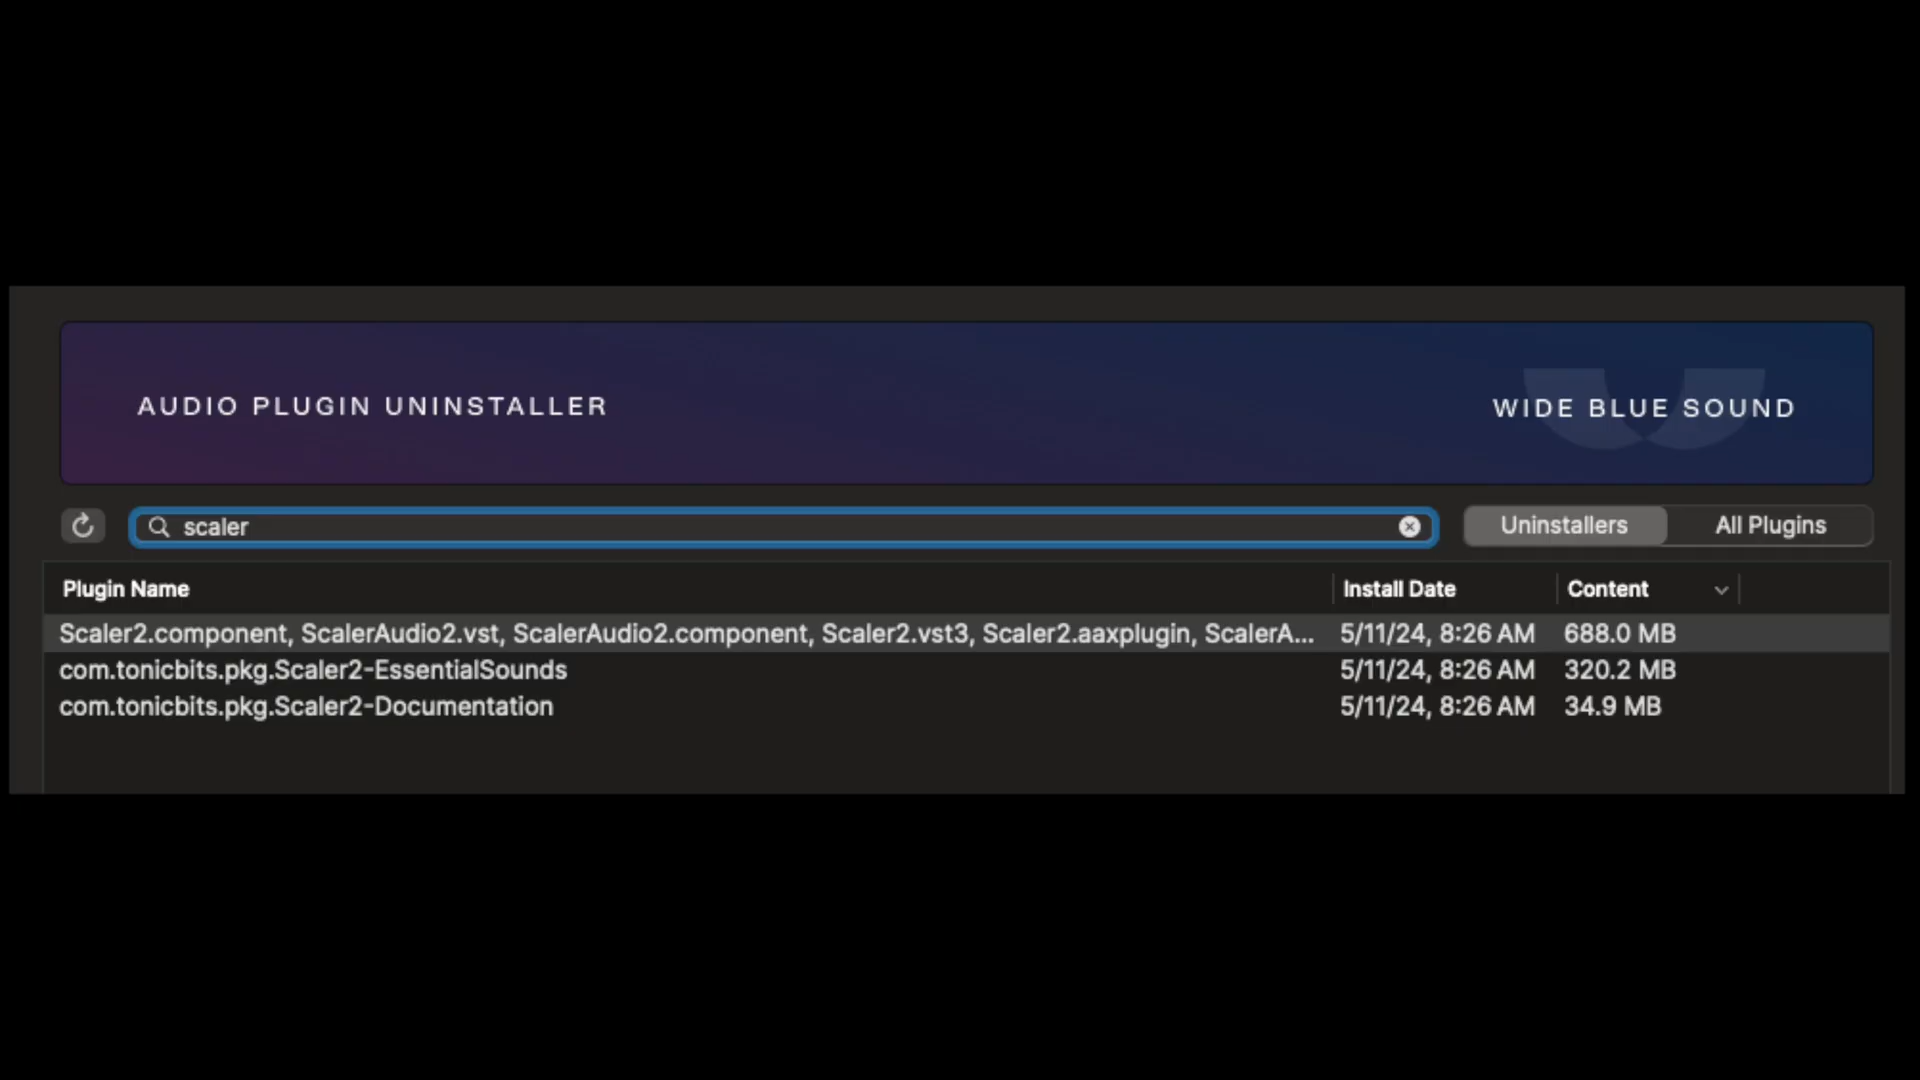 AUDIO PLUGIN UNINSTALLER
WIDE BLUE SOUND
scaler
Uninstallers
All Plugins
Plugin Name Install Date Content
Scaler2.component, ScalerAudio2.vst, ScalerAudio2.component, Scaler2.vst3, Scaler2.aaxplugin, ScalerA... 5/11/24, 8:26 AM 688.0 MB
com.tonicbits.pkg.Scaler2-EssentialSounds 5/11/24, 8:26 AM 320.2 MB
com.tonicbits.pkg.Scaler2-Documentation 5/11/24, 8:26 AM 34.9 MB